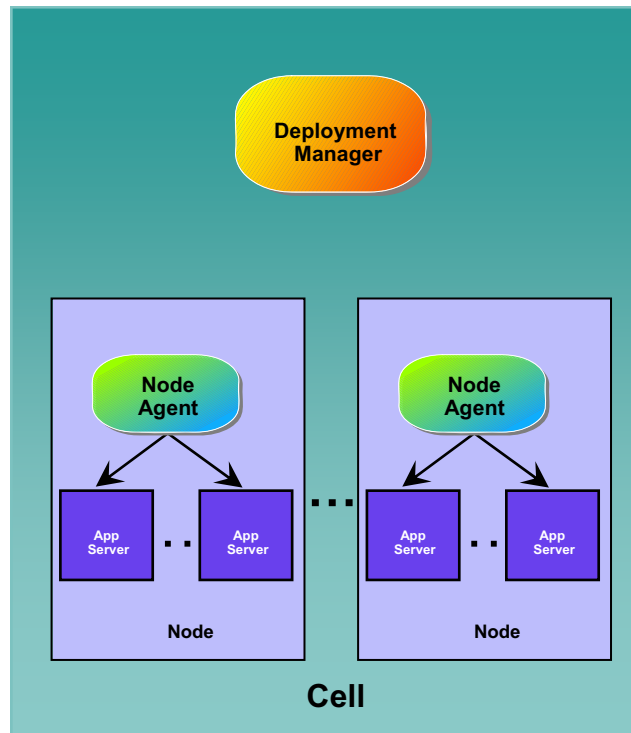 Deployment
Manager
Node
Agent
Node
Agent
App
Server
App
Server
App
Server
App
Server
Node
Node
Cell